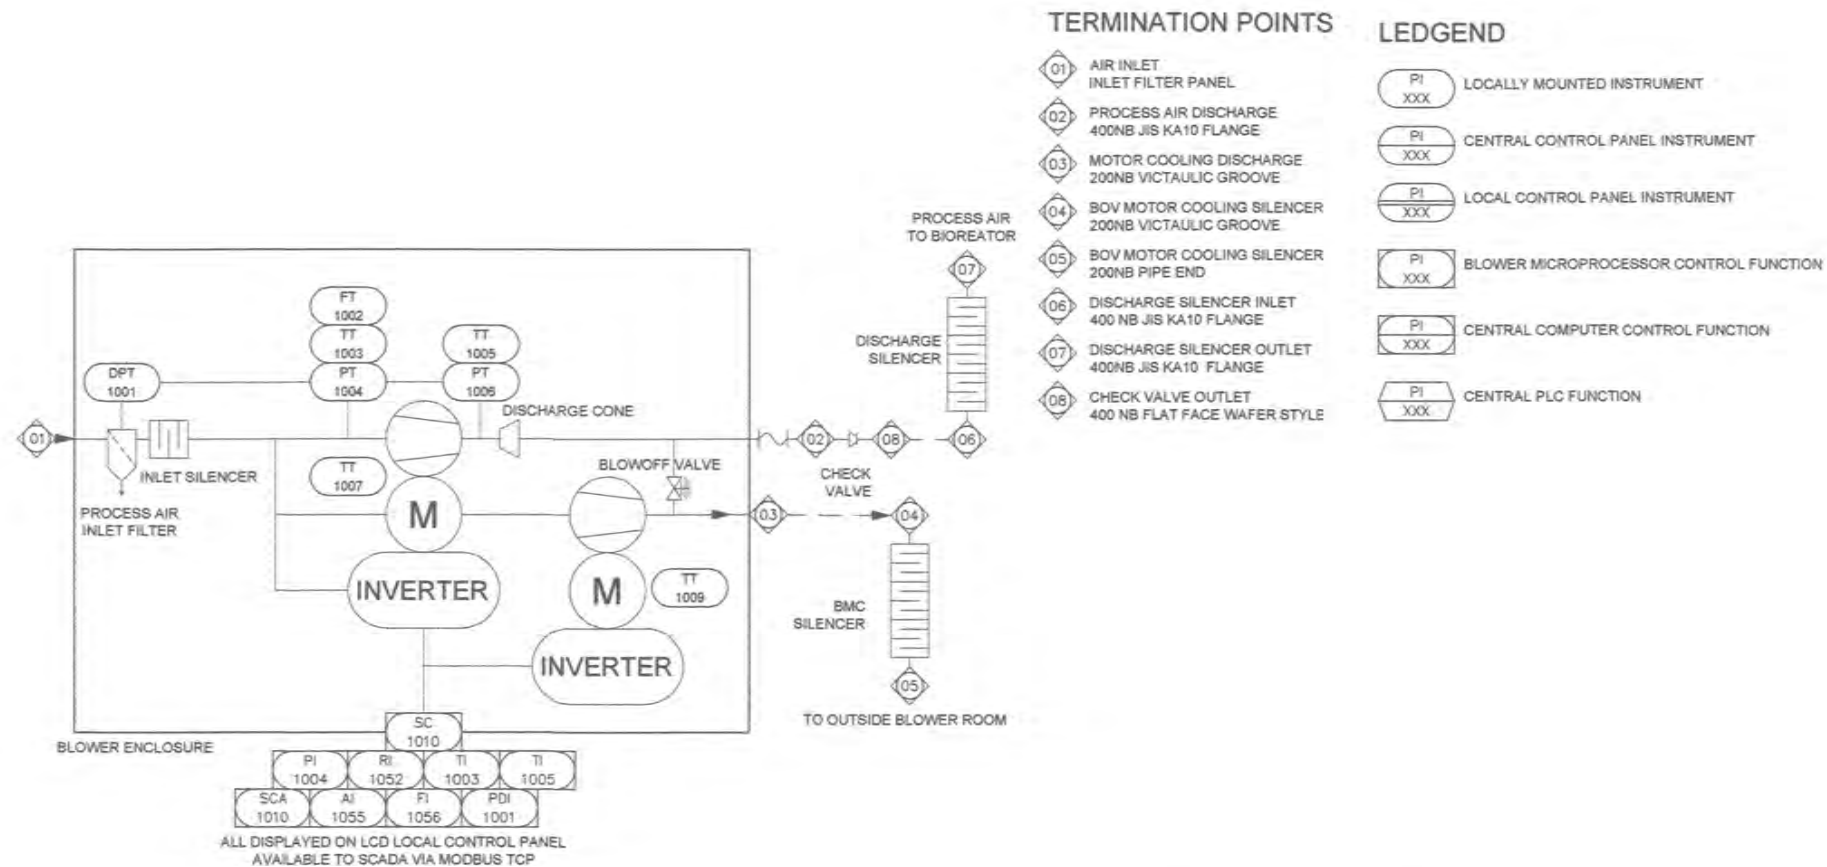 TERMINATION POINTS
01
AIR INLET
INLET FILTER PANEL
02
PROCESS AIR DISCHARGE
400NB JIS KA10 FLANGE
03
MOTOR COOLING DISCHARGE
200NB VICTAULIC GROOVE
04
BOV MOTOR COOLING SILENCER
200NB VICTAULIC GROOVE
05
BOV MOTOR COOLING SILENCER
200NB PIPE END
06
DISCHARGE SILENCER INLET
400 NB JIS KA10 FLANGE
07
DISCHARGE SILENCER OUTLET
400NB JIS KA10 FLANGE
08
CHECK VALVE OUTLET
400 NB FLAT FACE WAFER STYLE
LEDGEND
PI
XXX
LOCALLY MOUNTED INSTRUMENT
PI
XXX
CENTRAL CONTROL PANEL INSTRUMENT
PI
XXX
LOCAL CONTROL PANEL INSTRUMENT
PI
XXX
BLOWER MICROPROCESSOR CONTROL FUNCTION
PI
XXX
CENTRAL COMPUTER CONTROL FUNCTION
PI
XXX
CENTRAL PLC FUNCTION
PROCESS AIR
TO BIOREATOR
07
DISCHARGE
SILENCER
FT
1002
TT
1003
PT
1004
TT
1005
PT
1006
DPT
1001
DISCHARGE CONE
01
02
08
06
INLET SILENCER
TT
1007
BLOWOFF VALVE
CHECK
VALVE
PROCESS AIR
INLET FILTER
M
03
04
INVERTER
M
TT
1009
BMC
SILENCER
INVERTER
05
TO OUTSIDE BLOWER ROOM
BLOWER ENCLOSURE
SC
1010
PI
1004
RI
1052
TI
1003
TI
1005
SCA
1010
AI
1055
FI
1056
PDI
1001
ALL DISPLAYED ON LCD LOCAL CONTROL PANEL
AVAILABLE TO SCADA VIA MODBUS TCP